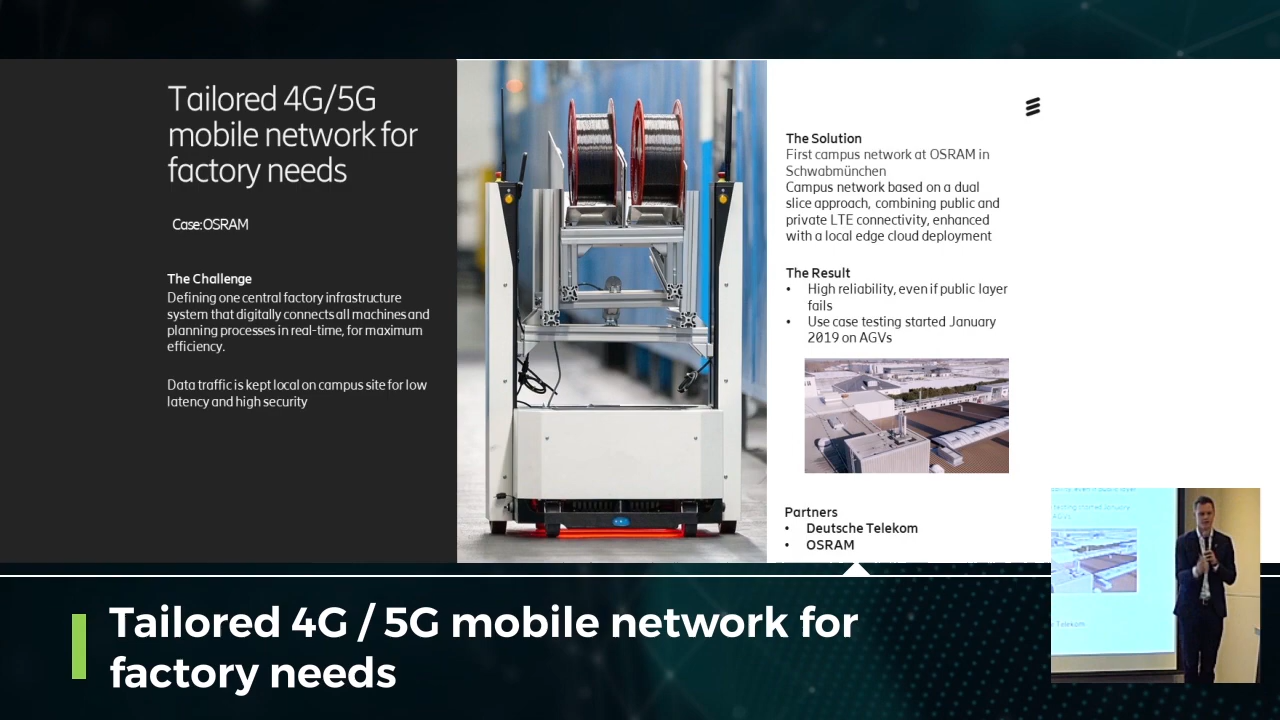 Tailored 4G/5G
mobile network for
factory needs
Case:OSRAM
The Challenge
Defining one central factory infrastructure
system that digitally connects all machines and
planning processes in real-time, for maximum
efficiency.
Data traffic is kept local on campus site for low
latency and high security
The Solution
First campus network at OSRAM in
Schwabmünchen
Campus network based on a dual
slice approach, combining public and
private LTE connectivity, enhanced
with a local edge cloud deployment
The Result
• High reliability, even if public layer
fails
• Use case testing started January
2019 on AGVs
Partners
• Deutsche Telekom
• OSRAM
testing started January
Telekom
Tailored 4G / 5G mobile network for
factory needs